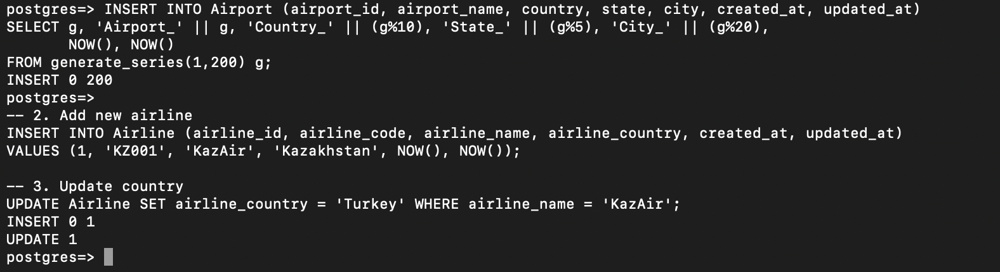 postgres=> INSERT INTO Airport (airport_id, airport_name, country, state, city, created_at, updated_at)
SELECT g, 'Airport_' || g, 'Country_' || (g%10), 'State_' || (g%5), 'City_' || (g%20),
       NOW(), NOW()
FROM generate_series(1,200) g;
INSERT 0 200
postgres=>
-- 2. Add new airline
INSERT INTO Airline (airline_id, airline_code, airline_name, airline_country, created_at, updated_at)
VALUES (1, 'KZ001', 'KazAir', 'Kazakhstan', NOW(), NOW());

-- 3. Update country
UPDATE Airline SET airline_country = 'Turkey' WHERE airline_name = 'KazAir';
INSERT 0 1
UPDATE 1
postgres=>